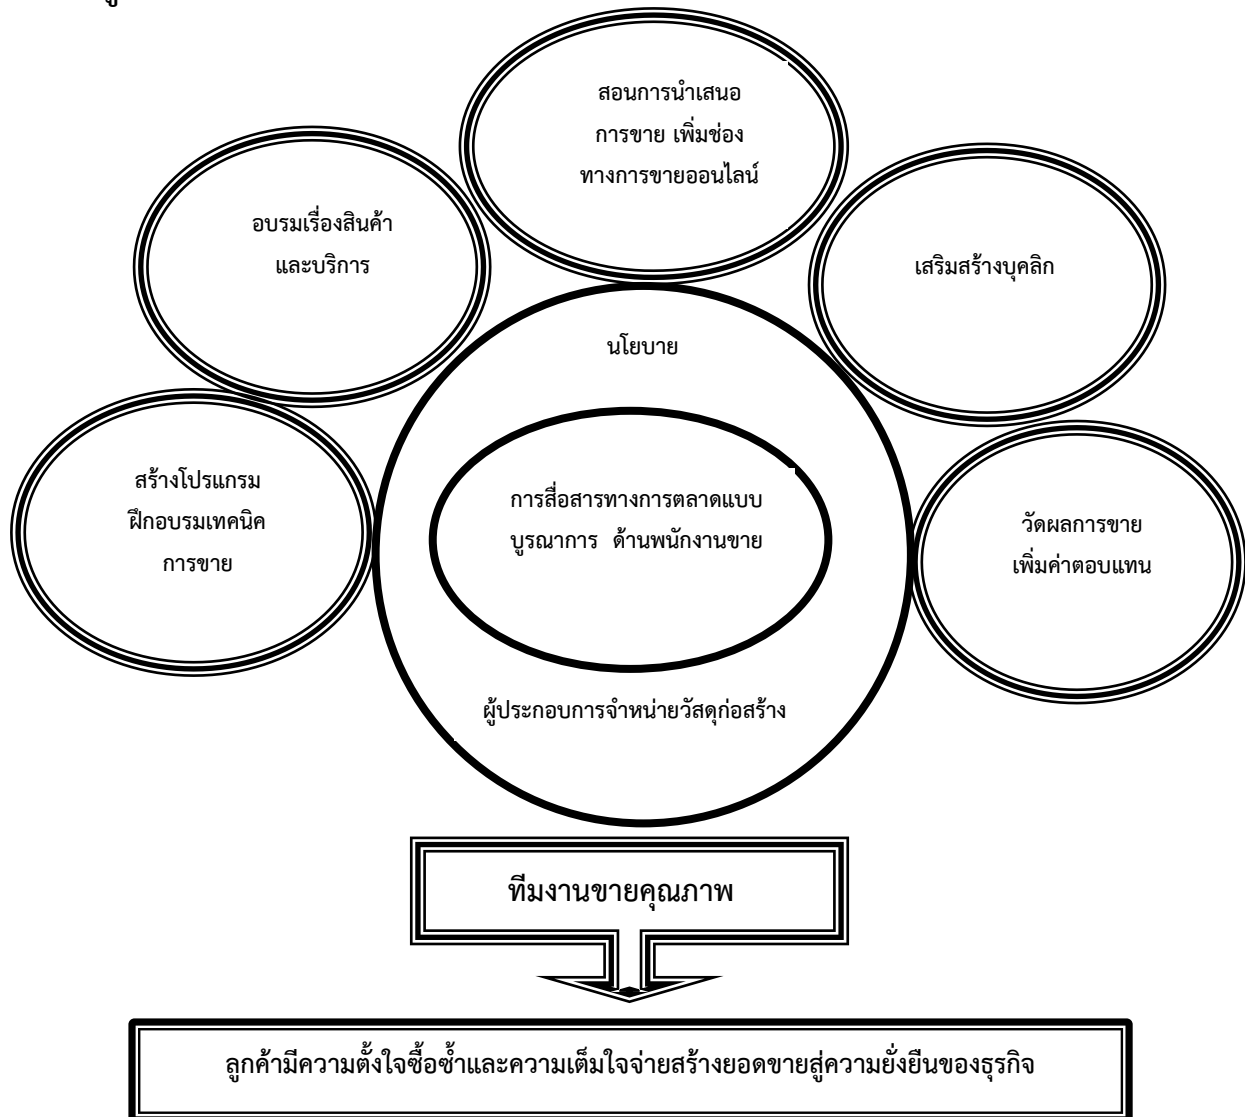 สอนการนำเสนอ
การขาย เพิ่มช่อง
ทางการขายออนไลน์
อบรมเรื่องสินค้า
และบริการ
เสริมสร้างบุคลิก
นโยบาย
สร้างโปรแกรม
ฝึกอบรมเทคนิค
การขาย
การสื่อสารทางการตลาดแบบ
บูรณาการ ด้านพนักงานขาย
วัดผลการขาย
เพิ่มค่าตอบแทน
ผู้ประกอบการจำหน่ายวัสดุก่อสร้าง
ทีมงานขายคุณภาพ
ลูกค้ามีความตั้งใจซื้อซ้ำและความเต็มใจจ่ายสร้างยอดขายสู่ความยั่งยืนของธุรกิจ